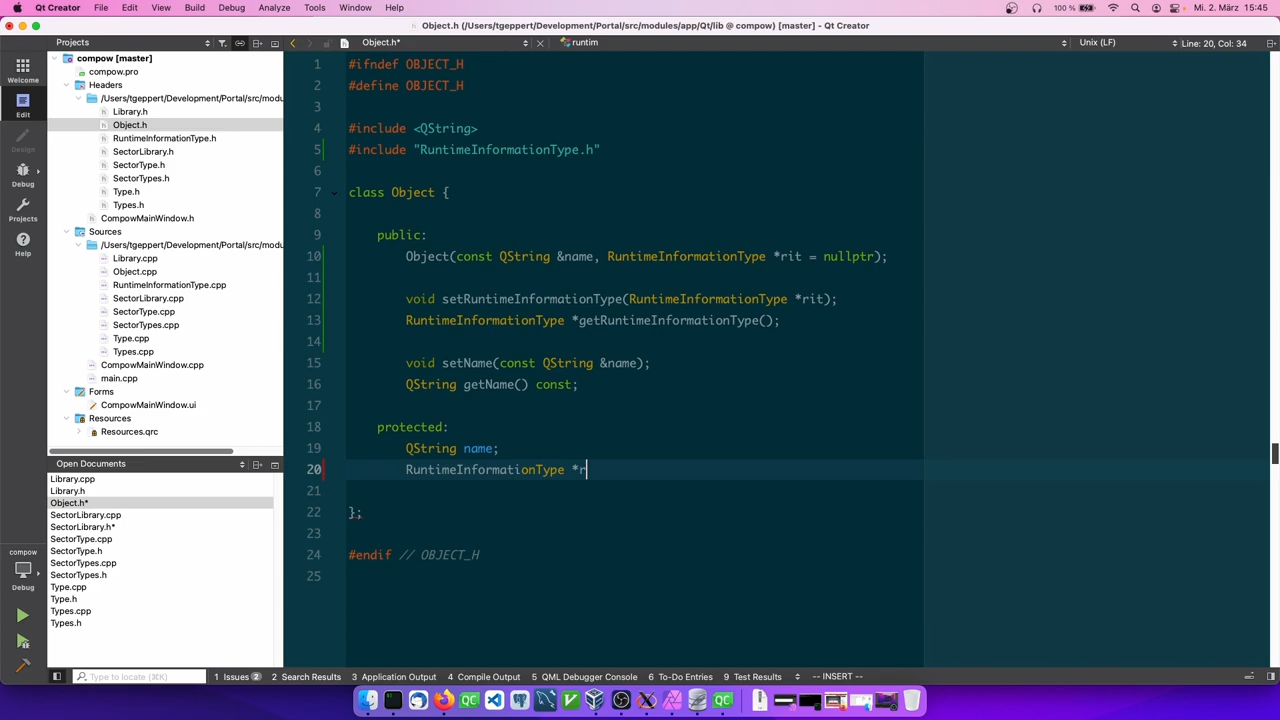 Qt Creator File Edit View Build Debug Analyze Tools Window Help 100 % Mi. 2. März 15:45
Object.h (/Users/tgeppert/Development/Portal/src/modules/app/Qt/lib @ compow) [master] - Qt Creator
Projects Object.h* runtim Unix (LF) Line: 20, Col: 34
Welcome
Edit
Design
Debug
Projects
Help
compow
Debug
compow [master]
compow.pro
Headers
/Users/tgeppert/Development/Portal/src/modu
Library.h
Object.h
RuntimeInformationType.h
SectorLibrary.h
SectorType.h
SectorTypes.h
Type.h
Types.h
CompowMainWindow.h
Sources
/Users/tgeppert/Development/Portal/src/modu
Library.cpp
Object.cpp
RuntimeInformationType.cpp
SectorLibrary.cpp
SectorType.cpp
SectorTypes.cpp
Type.cpp
Types.cpp
CompowMainWindow.cpp
main.cpp
Forms
CompowMainWindow.ui
Resources
Resources.qrc
Open Documents
Library.cpp
Library.h
Object.h*
SectorLibrary.cpp
SectorLibrary.h*
SectorType.cpp
SectorType.h
SectorTypes.cpp
SectorTypes.h
Type.cpp
Type.h
Types.cpp
Types.h
1 #ifndef OBJECT_H
2 #define OBJECT_H
3
4 #include <QString>
5 #include "RuntimeInformationType.h"
6
7 class Object {
8
9 public:
10 Object(const QString &name, RuntimeInformationType *rit = nullptr);
11
12 void setRuntimeInformationType(RuntimeInformationType *rit);
13 RuntimeInformationType *getRuntimeInformationType();
14
15 void setName(const QString &name);
16 QString getName() const;
17
18 protected:
19 QString name;
20 RuntimeInformationType *r
21
22 };
23
24 #endif // OBJECT_H
25
Type to locate (⌘K) 1 Issues 2 2 Search Results 3 Application Output 4 Compile Output 5 QML Debugger Console 6 To-Do Entries 9 Test Results -- INSERT --